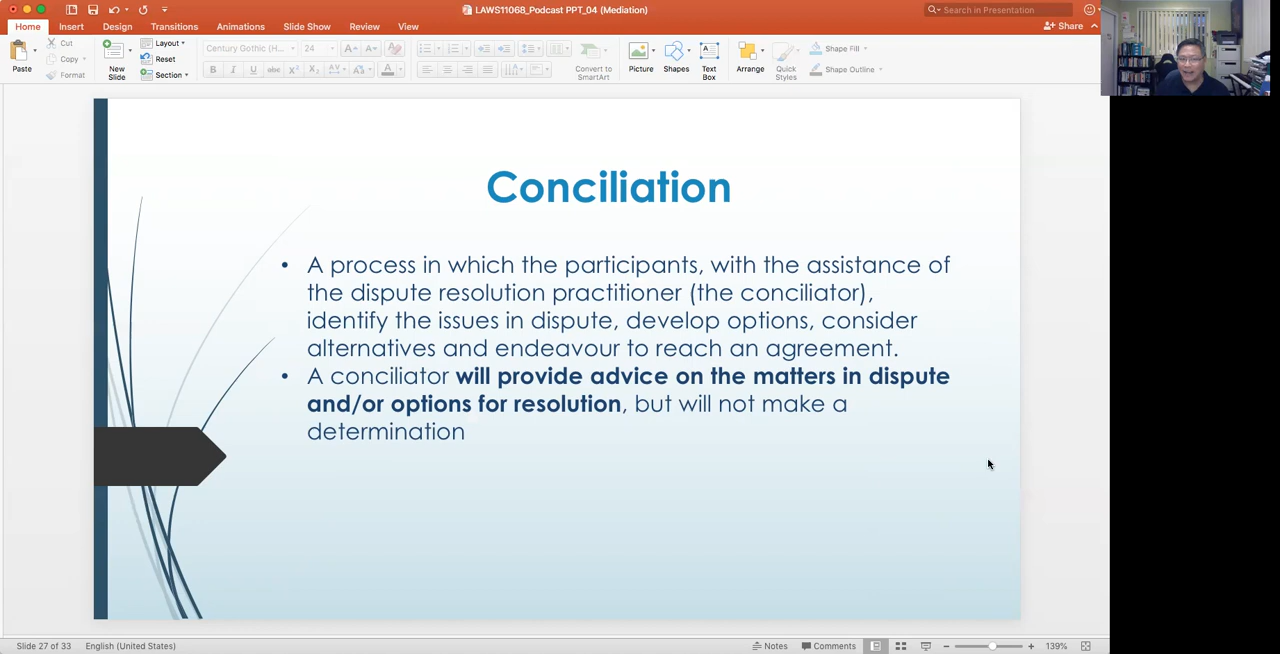 LAWS11068_Podcast PPT_04 (Mediation)
Search in Presentation
Home Insert Design Transitions Animations Slide Show Review View
Share
Paste
Cut
Copy
Format
New Slide
Layout
Reset
Section
Century Gothic (H...
24
Convert to SmartArt
Picture
Shapes
Text Box
Arrange
Quick Styles
Shape Fill
Shape Outline
Conciliation
• A process in which the participants, with the assistance of
the dispute resolution practitioner (the conciliator),
identify the issues in dispute, develop options, consider
alternatives and endeavour to reach an agreement.
• A conciliator will provide advice on the matters in dispute
and/or options for resolution, but will not make a
determination
Slide 27 of 33 English (United States) Notes Comments 139%